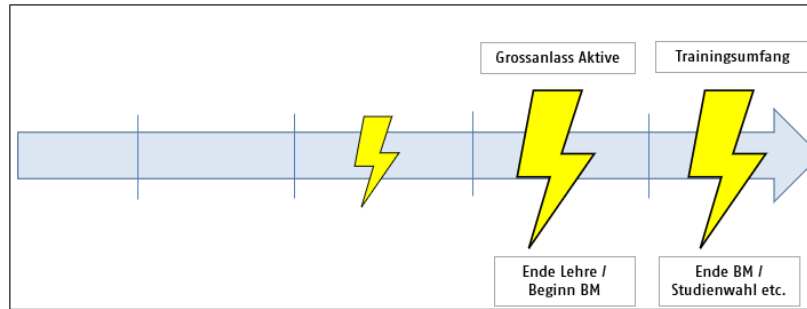 Grossanlass Aktive
Trainingsumfang
Ende Lehre /
Beginn BM
Ende BM /
Studienwahl etc.